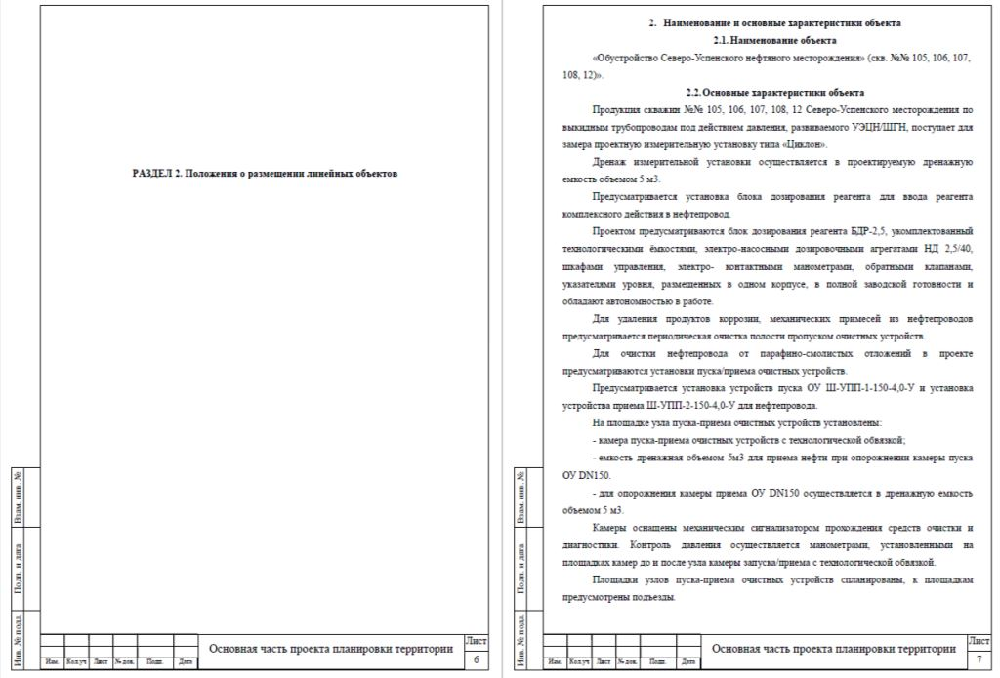 РАЗДЕЛ 2. Положения о размещении линейных объектов
Взам. инв. №
Подп. и дата
Инв. № подл.
Изм. Кол.уч Лист № док. Подп. Дата
Основная часть проекта планировки территории
Лист
6
2. Наименование и основные характеристики объекта
2.1. Наименование объекта
«Обустройство Северо-Успенского нефтяного месторождения» (скв. №№ 105, 106, 107,
108, 12)».
2.2. Основные характеристики объекта
Продукция скважин №№ 105, 106, 107, 108, 12 Северо-Успенского месторождения по
выкидным трубопроводам под действием давления, развиваемого УЭЦН/ШГН, поступает для
замера проектную измерительную установку типа «Циклон».
Дренаж измерительной установки осуществляется в проектируемую дренажную
емкость объемом 5 м3.
Предусматривается установка блока дозирования реагента для ввода реагента
комплексного действия в нефтепровод.
Проектом предусматриваются блок дозирования реагента БДР-2,5, укомплектованный
технологическими ёмкостями, электро-насосными дозировочными агрегатами НД 2,5/40,
шкафами управления, электро- контактными манометрами, обратными клапанами,
указателями уровня, размещенных в одном корпусе, в полной заводской готовности и
обладают автономностью в работе.
Для удаления продуктов коррозии, механических примесей из нефтепроводов
предусматривается периодическая очистка полости пропуском очистных устройств.
Для очистки нефтепровода от парафино-смолистых отложений в проекте
предусматриваются установки пуска/приема очистных устройств.
Предусматривается установка устройств пуска ОУ Ш-УПП-1-150-4,0-У и установка
устройства приема Ш-УПП-2-150-4,0-У для нефтепровода.
На площадке узла пуска-приема очистных устройств установлены:
- камера пуска-приема очистных устройств с технологической обвязкой;
- емкость дренажная объемом 5м3 для приема нефти при опорожнении камеры пуска
ОУ DN150.
- для опорожнения камеры приема ОУ DN150 осуществляется в дренажную емкость
объемом 5 м3.
Камеры оснащены механическим сигнализатором прохождения средств очистки и
диагностики. Контроль давления осуществляется манометрами, установленными на
площадках камер до и после узла камеры запуска/приема с технологической обвязкой.
Площадки узлов пуска-приема очистных устройств спланированы, к площадкам
предусмотрены подъезды.
Взам. инв. №
Подп. и дата
Инв. № подл.
Изм. Кол.уч Лист № док. Подп. Дата
Основная часть проекта планировки территории
Лист
7